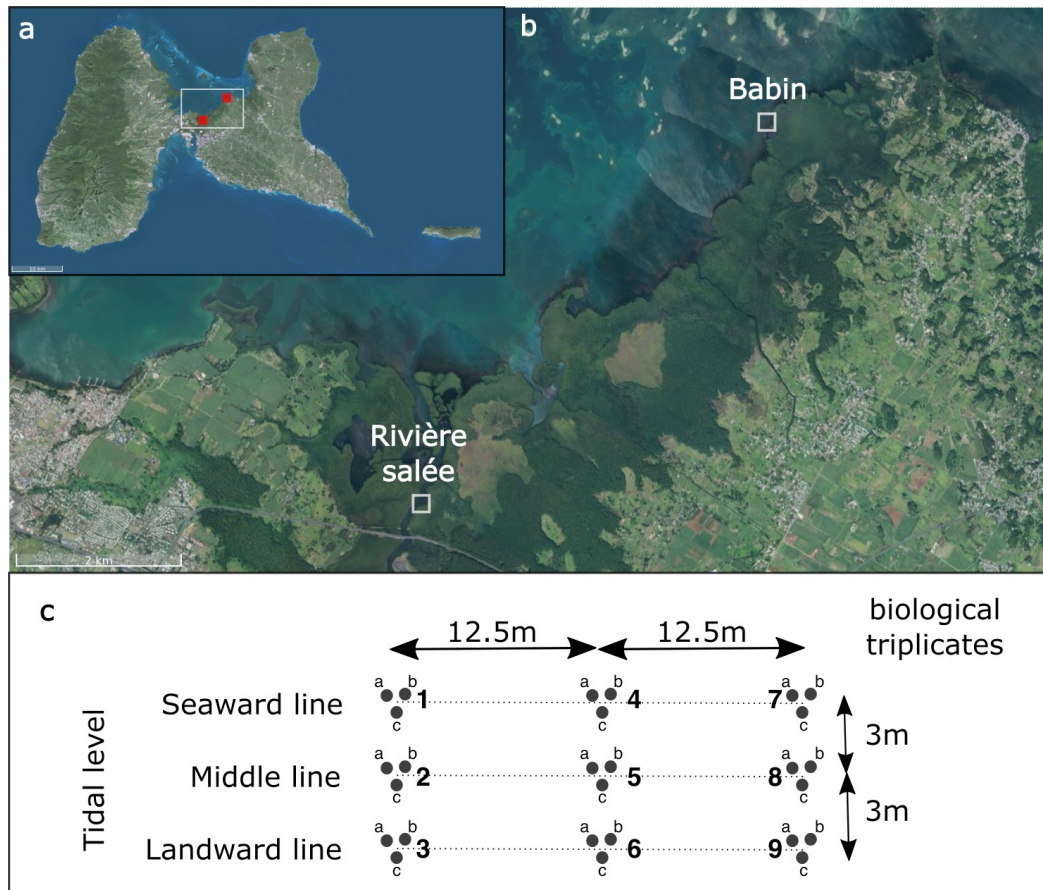 a
10 km
b
Babin
Rivière
salée
2 km
c
12.5m
12.5m
biological
triplicates
Tidal level
Seaward line
a b
c
1
a b
c
4
7
a b
c
3m
Middle line
a b
c
2
a b
c
5
8
a b
c
3m
Landward line
a b
c
3
a b
c
6
9
a b
c